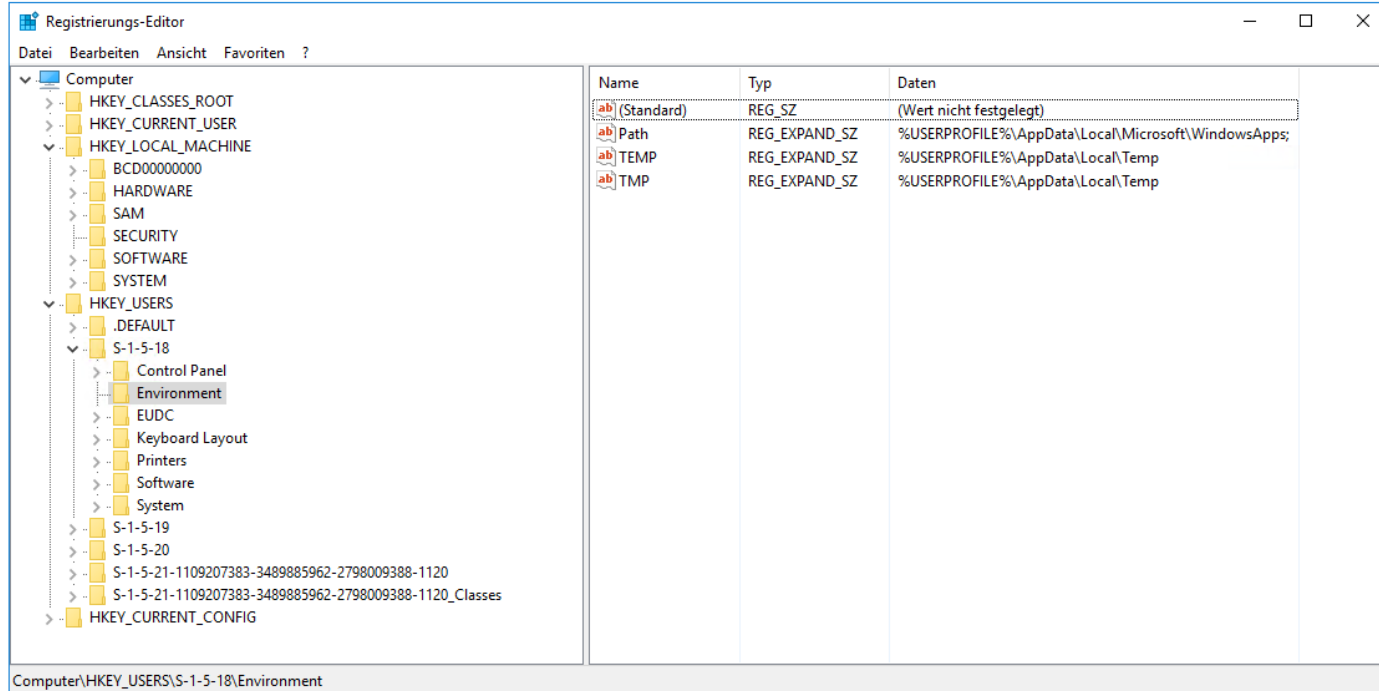 Registrierungs-Editor
Datei Bearbeiten Ansicht Favoriten ?
Computer
HKEY_CLASSES_ROOT
HKEY_CURRENT_USER
HKEY_LOCAL_MACHINE
BCD00000000
HARDWARE
SAM
SECURITY
SOFTWARE
SYSTEM
HKEY_USERS
.DEFAULT
S-1-5-18
Control Panel
Environment
EUDC
Keyboard Layout
Printers
Software
System
S-1-5-19
S-1-5-20
S-1-5-21-1109207383-3489885962-2798009388-1120
S-1-5-21-1109207383-3489885962-2798009388-1120_Classes
HKEY_CURRENT_CONFIG
Name Typ Daten
ab (Standard) REG_SZ (Wert nicht festgelegt)
ab Path REG_EXPAND_SZ %USERPROFILE%\AppData\Local\Microsoft\WindowsApps;
ab TEMP REG_EXPAND_SZ %USERPROFILE%\AppData\Local\Temp
ab TMP REG_EXPAND_SZ %USERPROFILE%\AppData\Local\Temp
Computer\HKEY_USERS\S-1-5-18\Environment